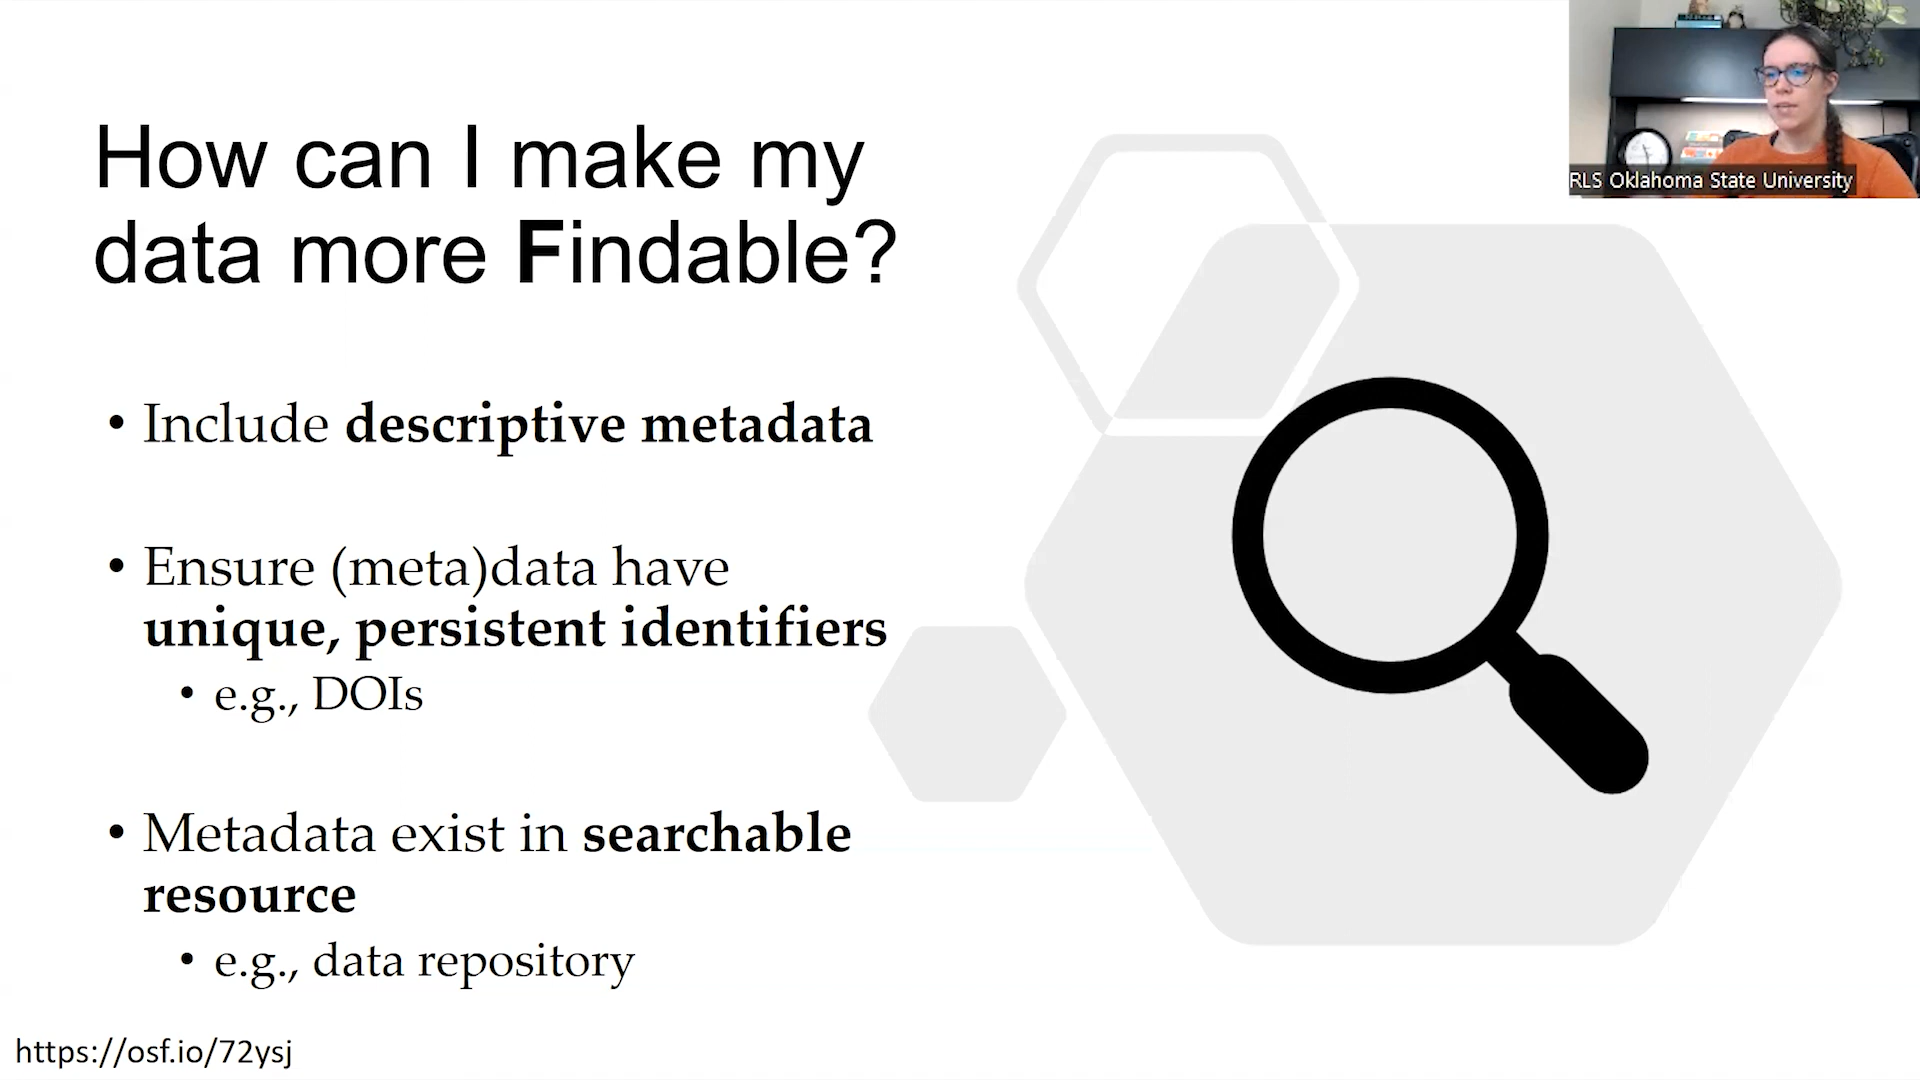 How can I make my
data more Findable?
• Include descriptive metadata
• Ensure (meta)data have
unique, persistent identifiers
• e.g., DOIs
• Metadata exist in searchable
resource
• e.g., data repository
https://osf.io/72ysj
RLS Oklahoma State University